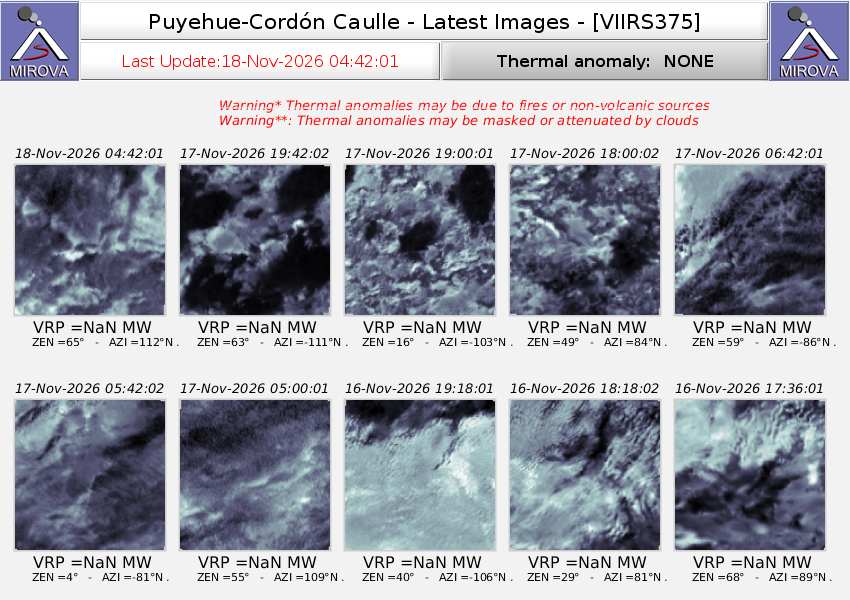 Puyehue-Cordón Caulle - Latest Images - [VIIRS375]
MIROVA
Last Update:18-Nov-2026 04:42:01
Thermal anomaly: NONE
MIROVA
Warning* Thermal anomalies may be due to fires or non-volcanic sources
Warning**: Thermal anomalies may be masked or attenuated by clouds
18-Nov-2026 04:42:01 17-Nov-2026 19:42:02 17-Nov-2026 19:00:01 17-Nov-2026 18:00:02 17-Nov-2026 06:42:01
VRP =NaN MW VRP =NaN MW VRP =NaN MW VRP =NaN MW VRP =NaN MW
ZEN =65° - AZI =112°N . ZEN =63° - AZI =-111°N . ZEN =16° - AZI =-103°N . ZEN =49° - AZI =84°N . ZEN =59° - AZI =-86°N .
17-Nov-2026 05:42:02 17-Nov-2026 05:00:01 16-Nov-2026 19:18:01 16-Nov-2026 18:18:02 16-Nov-2026 17:36:01
VRP =NaN MW VRP =NaN MW VRP =NaN MW VRP =NaN MW VRP =NaN MW
ZEN =4° - AZI =-81°N . ZEN =55° - AZI =109°N . ZEN =40° - AZI =-106°N . ZEN =29° - AZI =81°N . ZEN =68° - AZI =89°N .